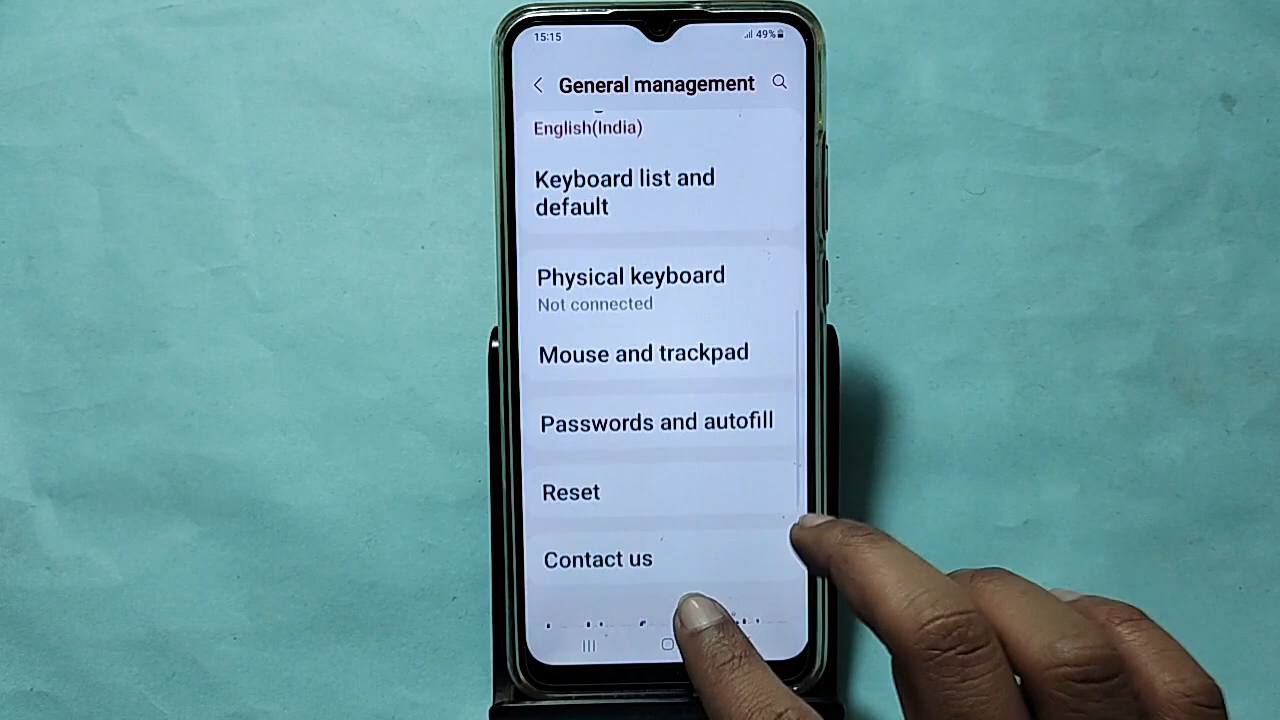 15:15
49%
General management
English(India)
Keyboard list and
default
Physical keyboard
Not connected
Mouse and trackpad
Passwords and autofill
Reset
Contact us